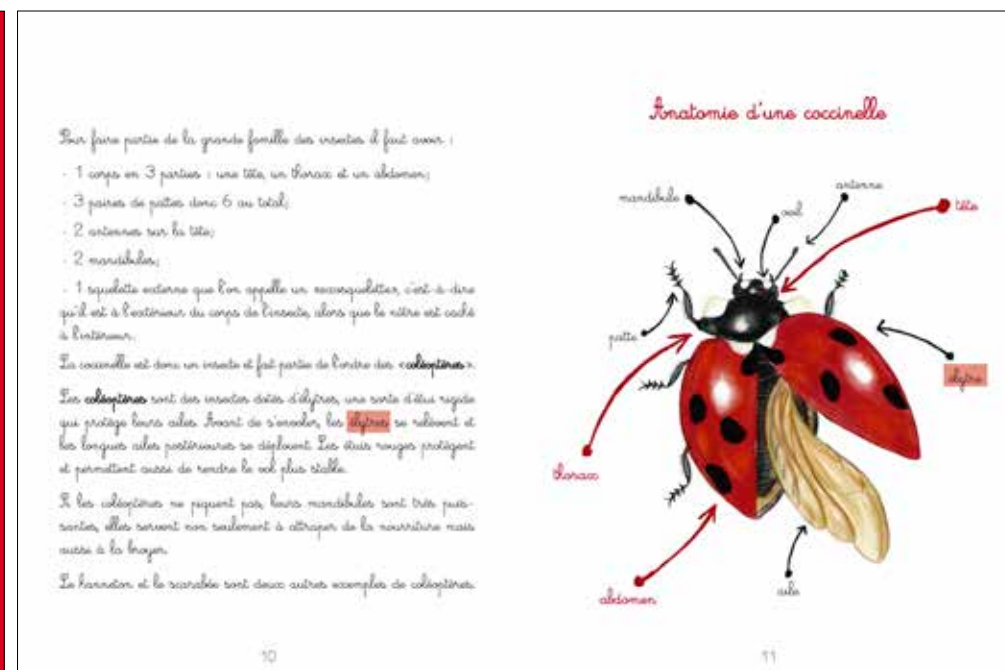 Pour faire partie de la grande famille des insectes il faut avoir :
- 1 corps en 3 parties : une tête, un thorax et un abdomen;
- 3 paires de pattes donc 6 au total;
- 2 antennes sur la tête;
- 2 mandibules;
- 1 squelette externe que l'on appelle un «exosquelette», c'est-à-dire
qu'il est à l'extérieur du corps de l'insecte, alors que le nôtre est caché
à l'intérieur.
La coccinelle est donc un insecte et fait partie de l'ordre des «coléoptères».
Les coléoptères sont des insectes dotés d'élytres, une sorte d'étui rigide
qui protège leurs ailes. Avant de s'envoler, les élytres se relèvent et
les longues ailes postérieures se déploient. Les étuis rouges protègent
et permettent aussi de rendre le vol plus stable.
Si les coléoptères ne piquent pas, leurs mandibules sont très puis-
santes, elles servent non seulement à attraper de la nourriture mais
aussi à la broyer.
Le hanneton et le scarabée sont deux autres exemples de coléoptères.
10
Anatomie d'une coccinelle
mandibule
oeil
antenne
tête
patte
élytre
thorax
abdomen
aile
11